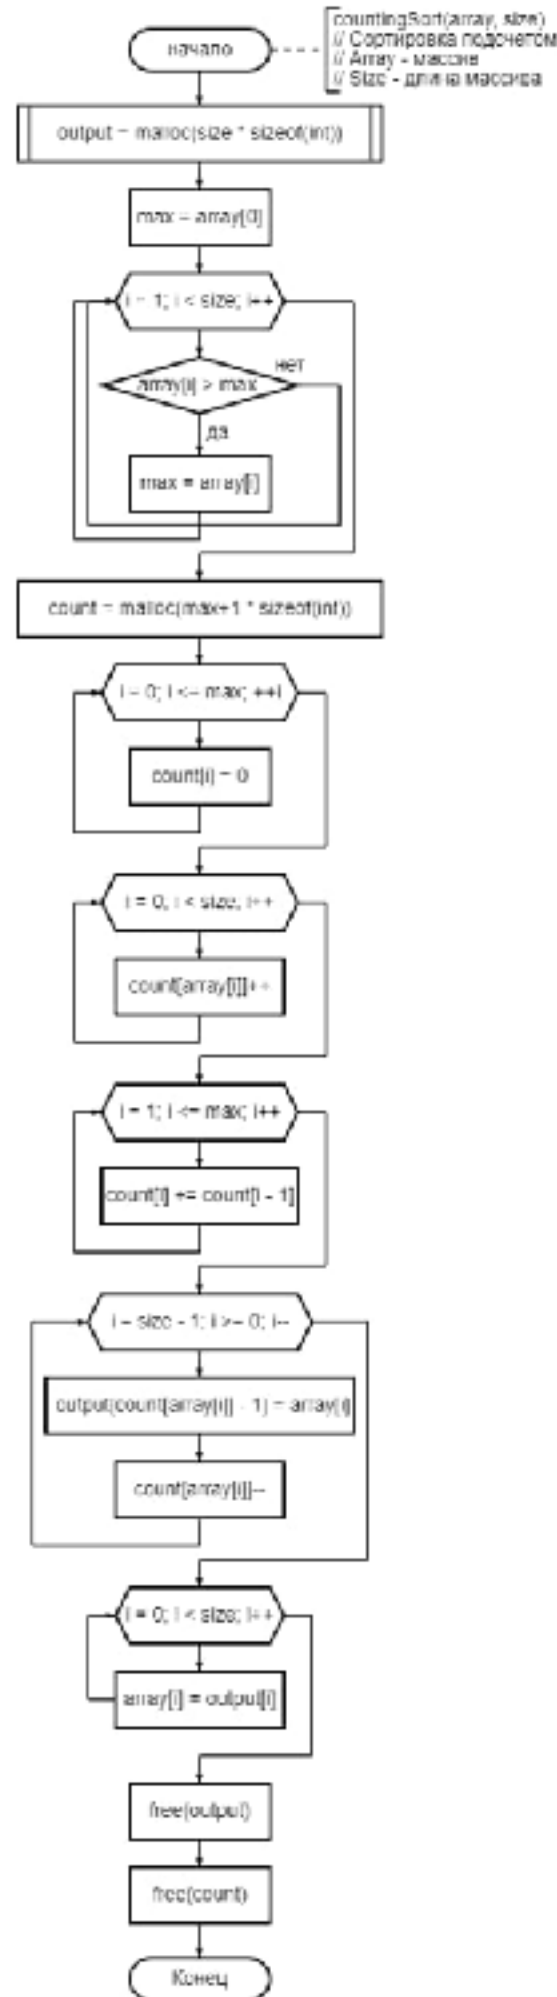 начало
countingSort(array, size)
// Сортировка подсчетом
// Array - массив
// Size - длина массива
output = malloc(size * sizeof(int))
max = array[0]
i = 1; i < size; i++
array[i] > max
нет
да
max = array[i]
count = malloc(max+1 * sizeof(int))
i = 0; i <= max; ++i
count(i) = 0
i = 0; i < size; i++
count[array[i]]++
i = 1; i <= max; i++
count[i] += count[i - 1]
i = size - 1; i >= 0; i--
output(count[array[i]] - 1) = array[i]
count[array[i]]--
i = 0; i < size; i++
array[i] = output[i]
free(output)
free(count)
Конец